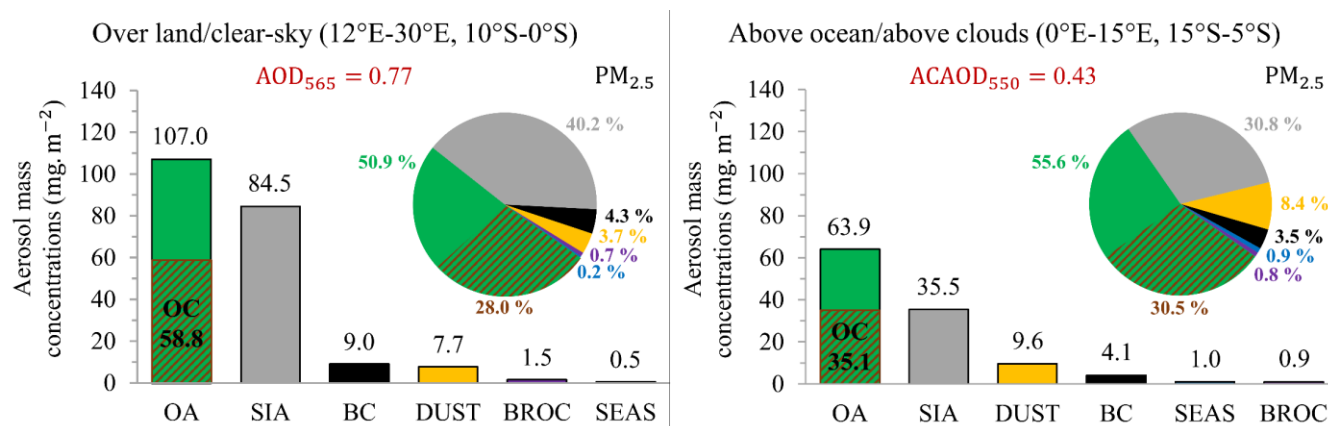 Over land/clear-sky (12°E-30°E, 10°S-0°S)
AOD₅₆₅ = 0.77
PM₂.₅
Aerosol mass
concentrations (mg. m⁻²)
140
120
100
80
60
40
20
0
107.0
84.5
9.0
7.7
1.5
0.5
OC
58.8
OA
SIA
BC
DUST
BROC
SEAS
40.2 %
50.9 %
4.3 %
3.7 %
0.7 %
0.2 %
28.0 %
Above ocean/above clouds (0°E-15°E, 15°S-5°S)
ACAOD₅₅₀ = 0.43
PM₂.₅
Aerosol mass
concentrations (mg. m⁻²)
140
120
100
80
60
40
20
0
63.9
35.5
9.6
4.1
1.0
0.9
OC
35.1
OA
SIA
DUST
BC
SEAS
BROC
30.8 %
55.6 %
8.4 %
3.5 %
0.9 %
0.8 %
30.5 %